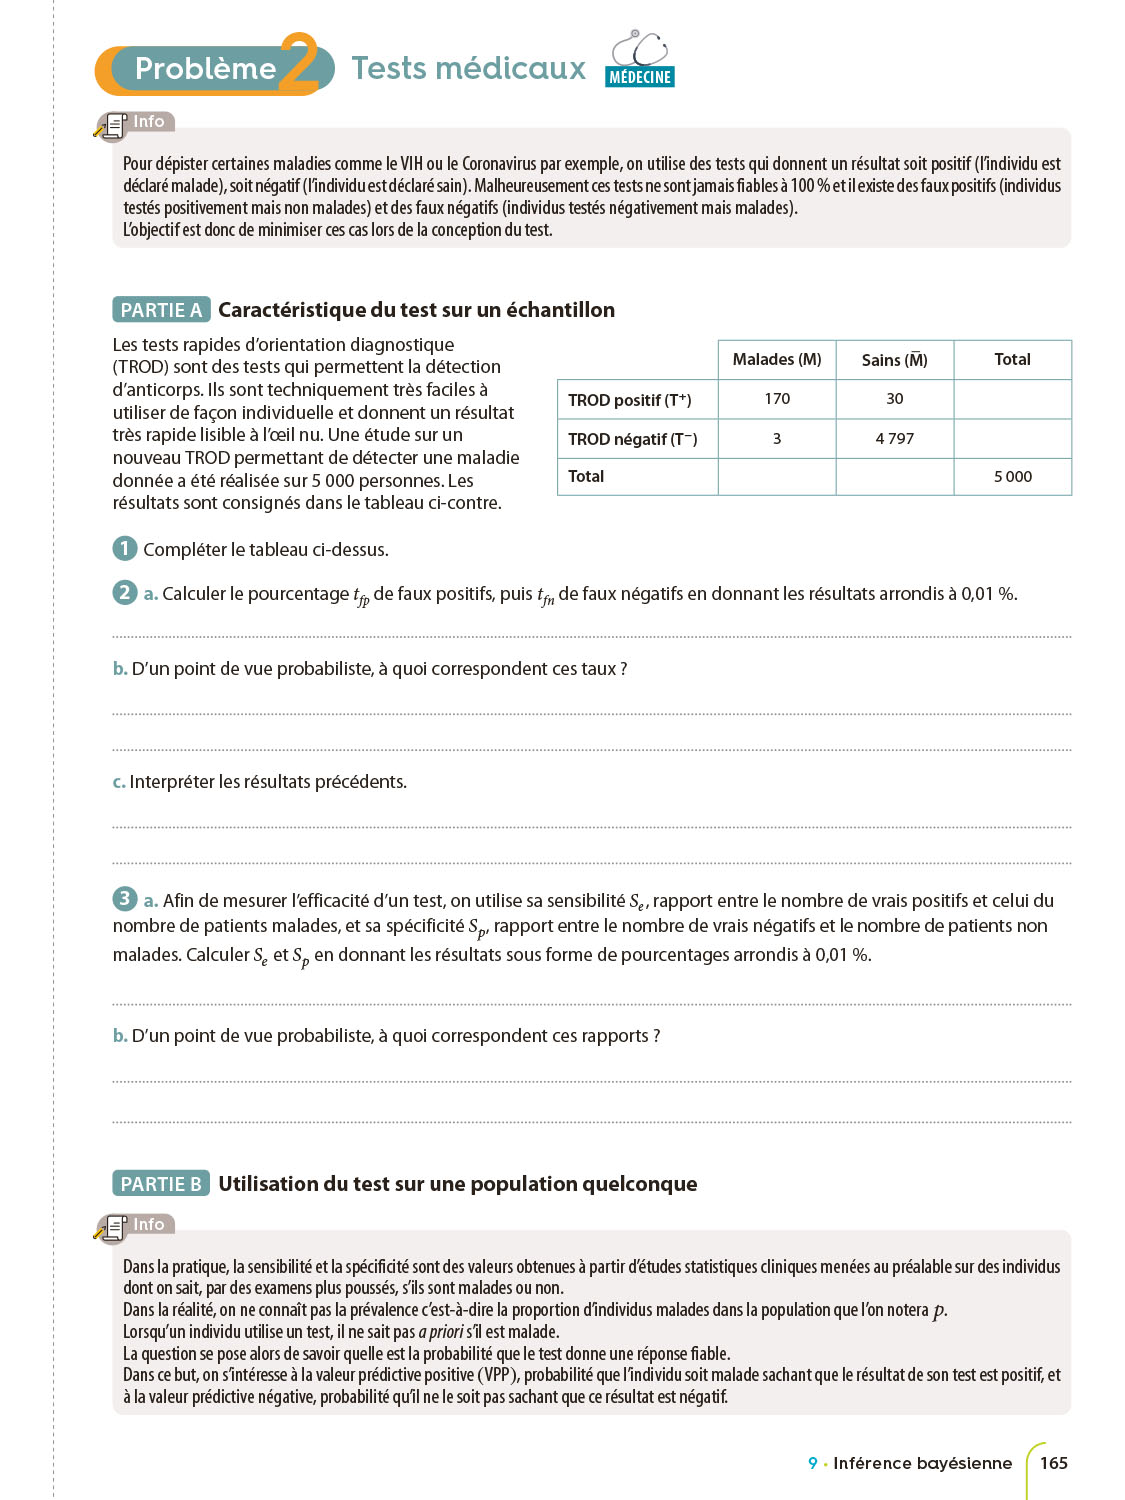 Problème 2 Tests médicaux
MÉDECINE
Info
Pour dépister certaines maladies comme le VIH ou le Coronavirus par exemple, on utilise des tests qui donnent un résultat soit positif (l’individu est
déclaré malade), soit négatif (l’individu est déclaré sain). Malheureusement ces tests ne sont jamais fiables à 100 % et il existe des faux positifs (individus
testés positivement mais non malades) et des faux négatifs (individus testés négativement mais malades).
L’objectif est donc de minimiser ces cas lors de la conception du test.
PARTIE A Caractéristique du test sur un échantillon
Les tests rapides d’orientation diagnostique
(TROD) sont des tests qui permettent la détection
d’anticorps. Ils sont techniquement très faciles à
utiliser de façon individuelle et donnent un résultat
très rapide lisible à l’œil nu. Une étude sur un
nouveau TROD permettant de détecter une maladie
donnée a été réalisée sur 5 000 personnes. Les
résultats sont consignés dans le tableau ci-contre.
Malades (M) Sains (M̅) Total
TROD positif (T⁺) 170 30
TROD négatif (T⁻) 3 4 797
Total 5 000
1 Compléter le tableau ci-dessus.
2 a. Calculer le pourcentage t_fp de faux positifs, puis t_fn de faux négatifs en donnant les résultats arrondis à 0,01 %.
b. D’un point de vue probabiliste, à quoi correspondent ces taux ?
c. Interpréter les résultats précédents.
3 a. Afin de mesurer l’efficacité d’un test, on utilise sa sensibilité S_e, rapport entre le nombre de vrais positifs et celui du
nombre de patients malades, et sa spécificité S_p, rapport entre le nombre de vrais négatifs et le nombre de patients non
malades. Calculer S_e et S_p en donnant les résultats sous forme de pourcentages arrondis à 0,01 %.
b. D’un point de vue probabiliste, à quoi correspondent ces rapports ?
PARTIE B Utilisation du test sur une population quelconque
Info
Dans la pratique, la sensibilité et la spécificité sont des valeurs obtenues à partir d’études statistiques cliniques menées au préalable sur des individus
dont on sait, par des examens plus poussés, s’ils sont malades ou non.
Dans la réalité, on ne connaît pas la prévalence c’est-à-dire la proportion d’individus malades dans la population que l’on notera p.
Lorsqu’un individu utilise un test, il ne sait pas a priori s’il est malade.
La question se pose alors de savoir quelle est la probabilité que le test donne une réponse fiable.
Dans ce but, on s’intéresse à la valeur prédictive positive (VPP), probabilité que l’individu soit malade sachant que le résultat de son test est positif, et
à la valeur prédictive négative, probabilité qu’il ne le soit pas sachant que ce résultat est négatif.
9 • Inférence bayésienne 165